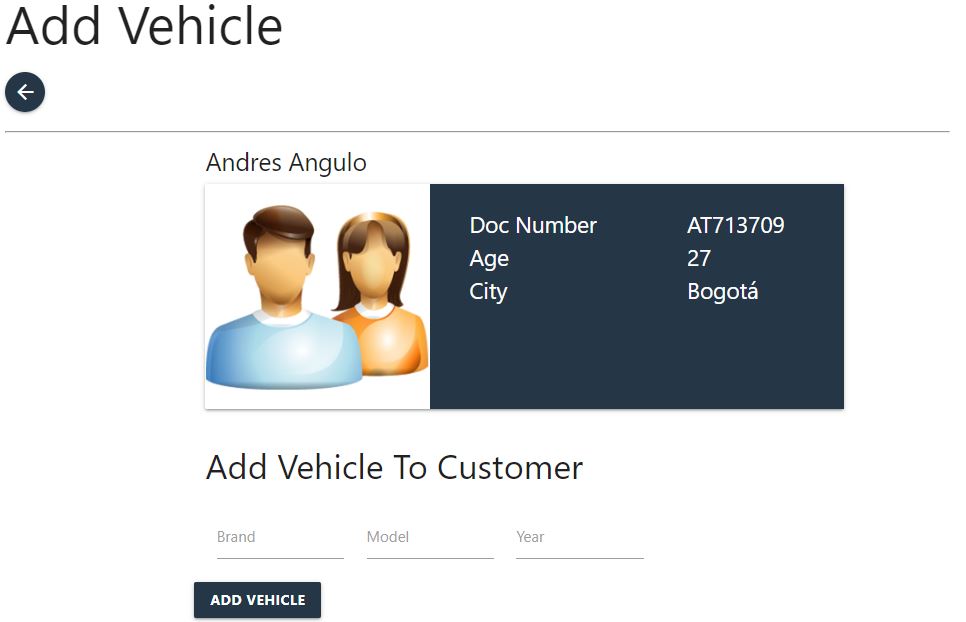 Add Vehicle
Andres Angulo
Doc Number AT713709
Age 27
City Bogotá
Add Vehicle To Customer
Brand Model Year
ADD VEHICLE